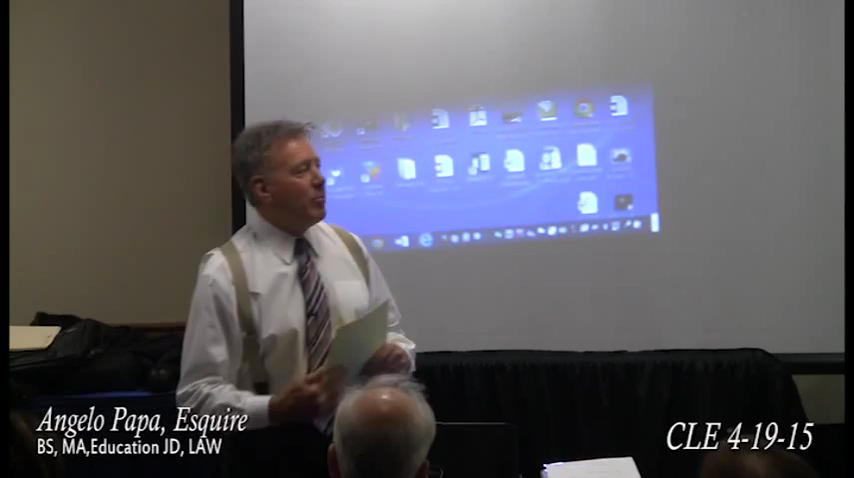 Angelo Papa, Esquire
BS, MA,Education JD, LAW
CLE 4-19-15